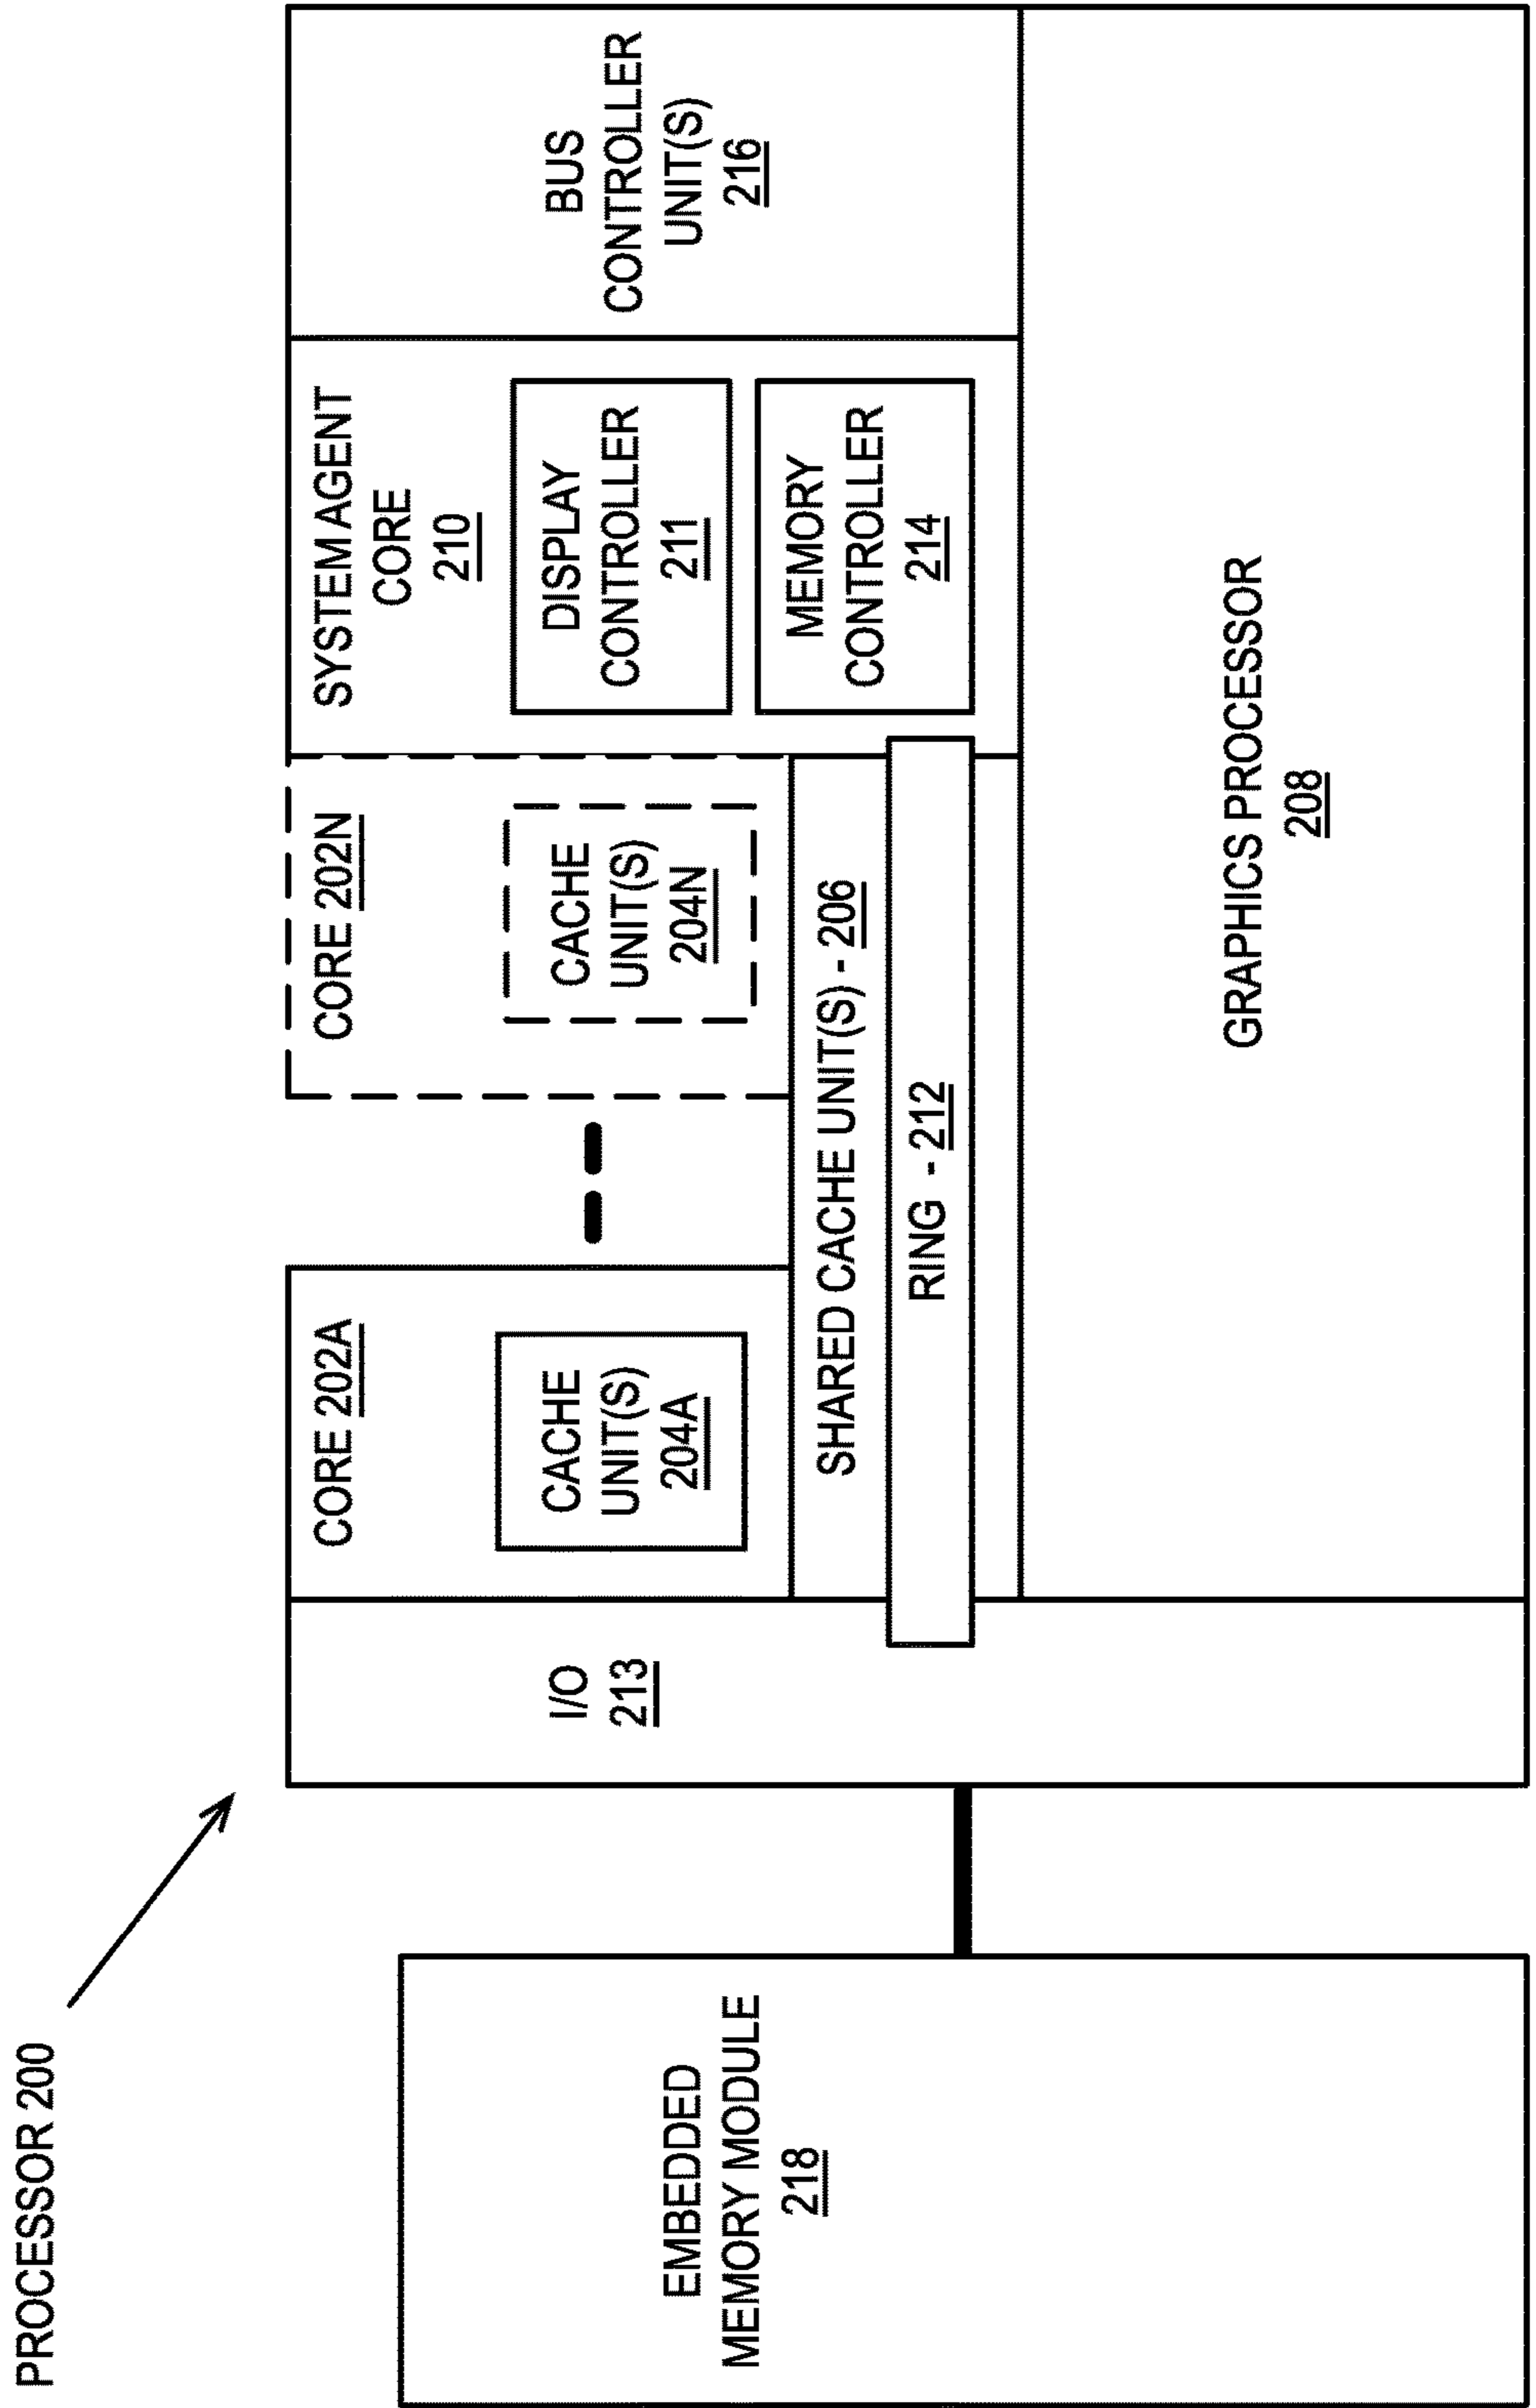 PROCESSOR 200
EMBEDDED
MEMORY MODULE
218
I/O
213
CORE 202A
CACHE
UNIT(S)
204A
CORE 202N
CACHE
UNIT(S)
204N
SHARED CACHE UNIT(S) - 206
RING - 212
SYSTEM AGENT
CORE
210
DISPLAY
CONTROLLER
211
MEMORY
CONTROLLER
214
BUS
CONTROLLER
UNIT(S)
216
GRAPHICS PROCESSOR
208